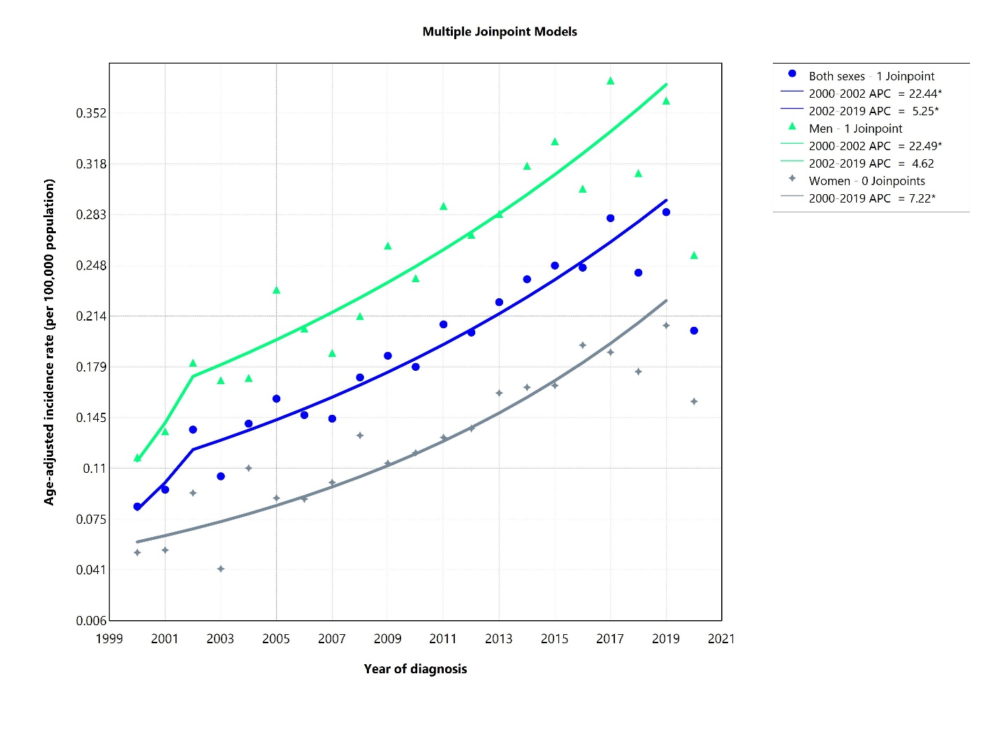 Multiple Joinpoint Models
Age-adjusted incidence rate (per 100,000 population)
0.352
0.318
0.283
0.248
0.214
0.179
0.145
0.11
0.075
0.041
0.006
1999 2001 2003 2005 2007 2009 2011 2013 2015 2017 2019 2021
Year of diagnosis
Both sexes - 1 Joinpoint
2000-2002 APC = 22.44*
2002-2019 APC = 5.25*
Men - 1 Joinpoint
2000-2002 APC = 22.49*
2002-2019 APC = 4.62
Women - 0 Joinpoints
2000-2019 APC = 7.22*